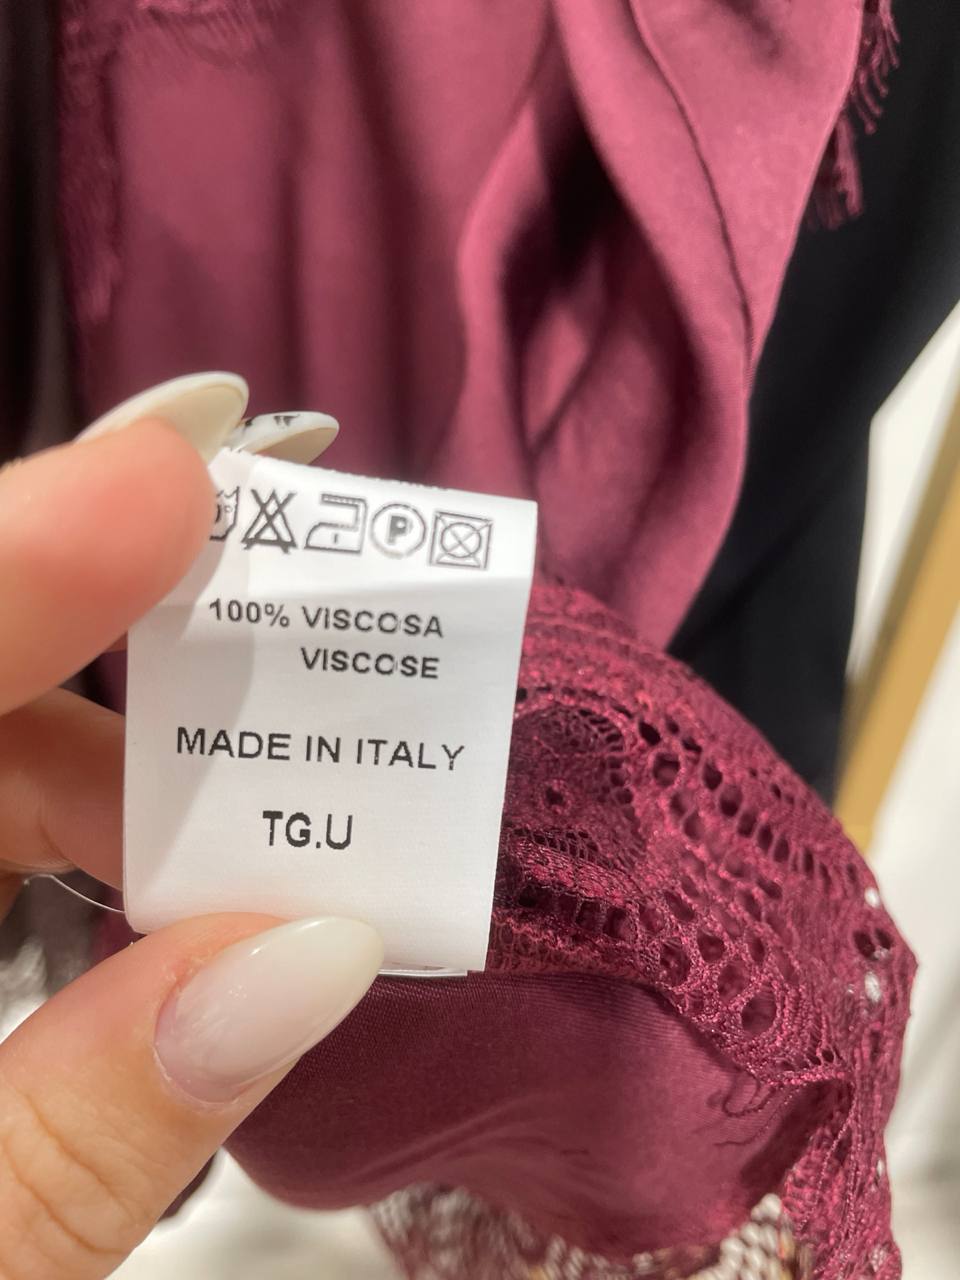 P
100% VISCOSA
VISCOSE
MADE IN ITALY
TG.U